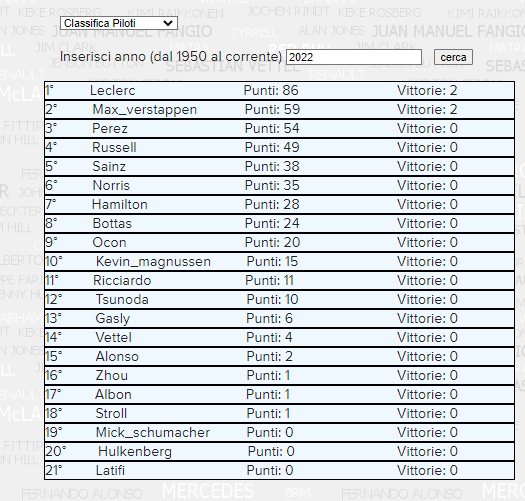 Classifica Piloti
Inserisci anno (dal 1950 al corrente) 2022 cerca
1° Leclerc Punti: 86 Vittorie: 2
2° Max_verstappen Punti: 59 Vittorie: 2
3° Perez Punti: 54 Vittorie: 0
4° Russell Punti: 49 Vittorie: 0
5° Sainz Punti: 38 Vittorie: 0
6° Norris Punti: 35 Vittorie: 0
7° Hamilton Punti: 28 Vittorie: 0
8° Bottas Punti: 24 Vittorie: 0
9° Ocon Punti: 20 Vittorie: 0
10° Kevin_magnussen Punti: 15 Vittorie: 0
11° Ricciardo Punti: 11 Vittorie: 0
12° Tsunoda Punti: 10 Vittorie: 0
13° Gasly Punti: 6 Vittorie: 0
14° Vettel Punti: 4 Vittorie: 0
15° Alonso Punti: 2 Vittorie: 0
16° Zhou Punti: 1 Vittorie: 0
17° Albon Punti: 1 Vittorie: 0
18° Stroll Punti: 1 Vittorie: 0
19° Mick_schumacher Punti: 0 Vittorie: 0
20° Hulkenberg Punti: 0 Vittorie: 0
21° Latifi Punti: 0 Vittorie: 0
FERNANDO ALONSO MERCEDES BRM